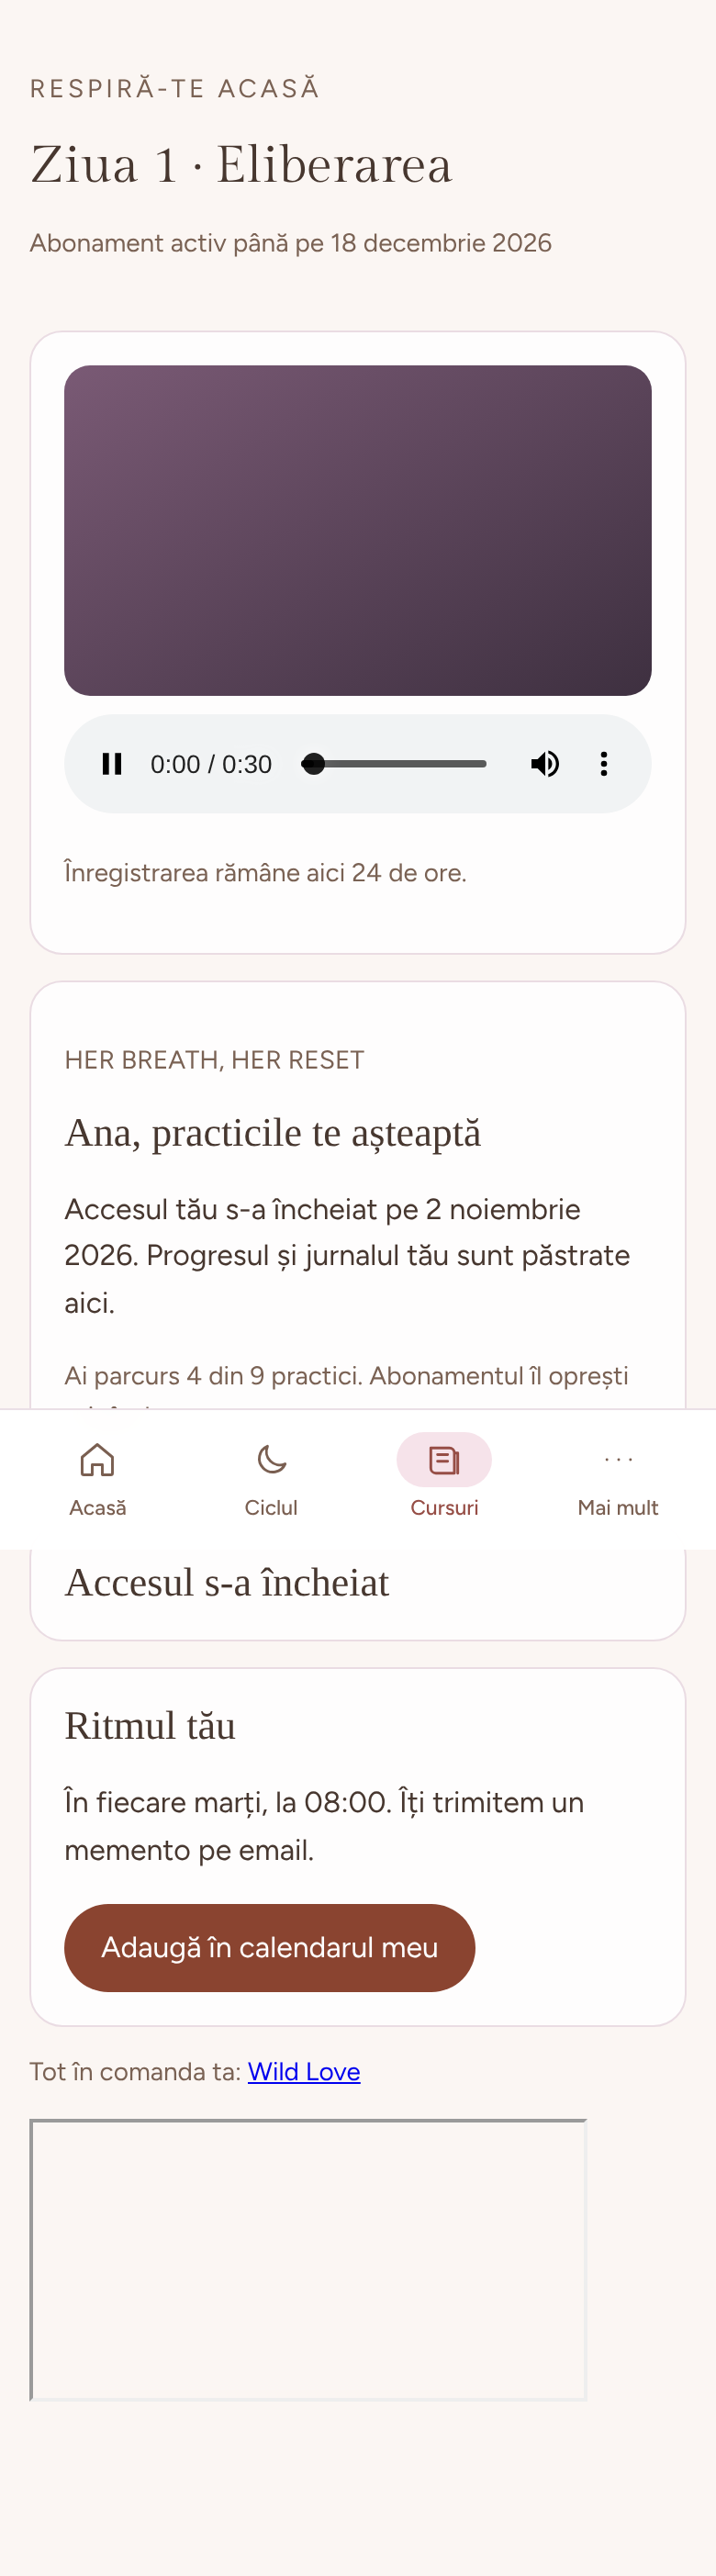 RESPIRĂ-TE ACASĂ
Ziua 1 · Eliberarea
Abonament activ până pe 18 decembrie 2026
0:00 / 0:30
Înregistrarea rămâne aici 24 de ore.
HER BREATH, HER RESET
Ana, practicile te așteaptă
Accesul tău s-a încheiat pe 2 noiembrie
2026. Progresul și jurnalul tău sunt păstrate
aici.
Ai parcurs 4 din 9 practici. Abonamentul îl oprești
Acasă
Ciclul
Cursuri
Mai mult
Accesul s-a încheiat
Ritmul tău
În fiecare marți, la 08:00. Îți trimitem un
memento pe email.
Adaugă în calendarul meu
Tot în comanda ta: Wild Love